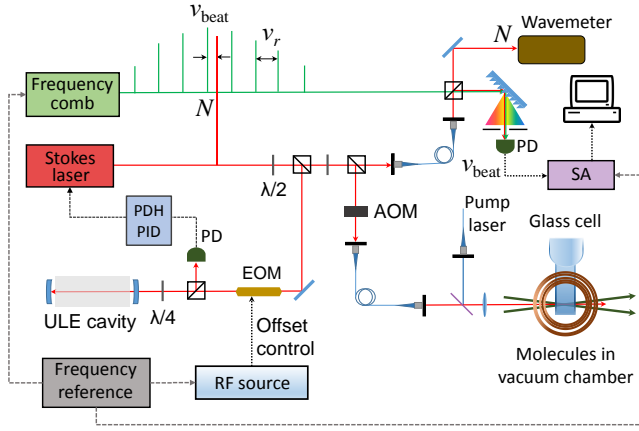 ν_beat
ν_r
N
Wavemeter
Frequency
comb
N
PD
ν_beat
SA
Stokes
laser
λ/2
PDH
PID
PD
AOM
Pump
laser
Glass cell
EOM
ULE cavity
λ/4
Offset
control
Molecules in
vacuum chamber
Frequency
reference
RF source